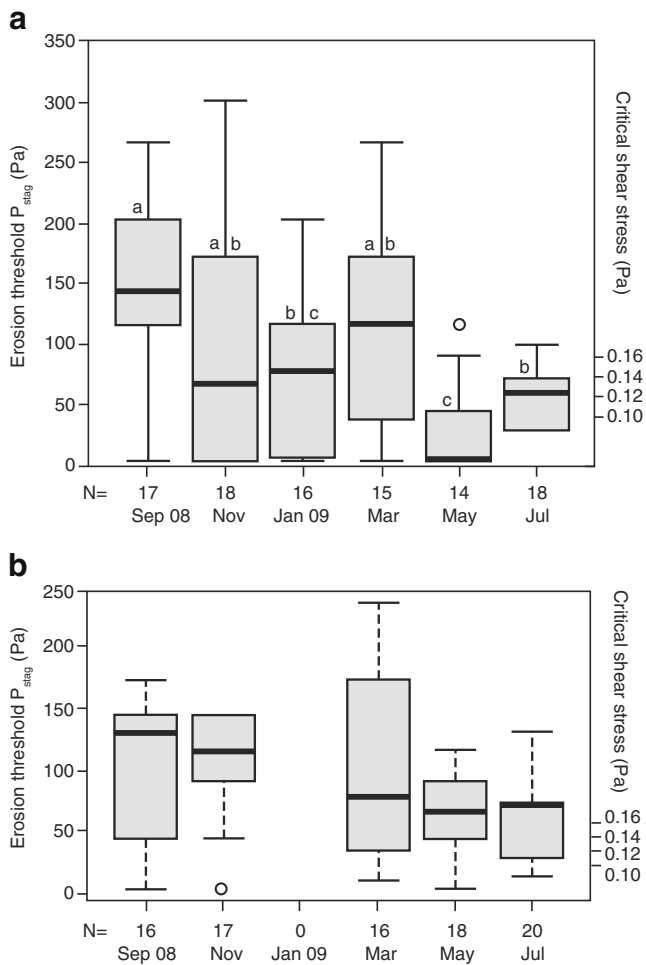 a
350
300
250
200
150
100
50
0
Erosion threshold P_stag (Pa)
Critical shear stress (Pa)
0.16
0.14
0.12
0.10
a
a b
b c
a b
c
b
N= 17 18 16 15 14 18
Sep 08 Nov Jan 09 Mar May Jul
b
250
200
150
100
50
0
Erosion threshold P_stag (Pa)
Critical shear stress (Pa)
0.16
0.14
0.12
0.10
N= 16 17 0 16 18 20
Sep 08 Nov Jan 09 Mar May Jul